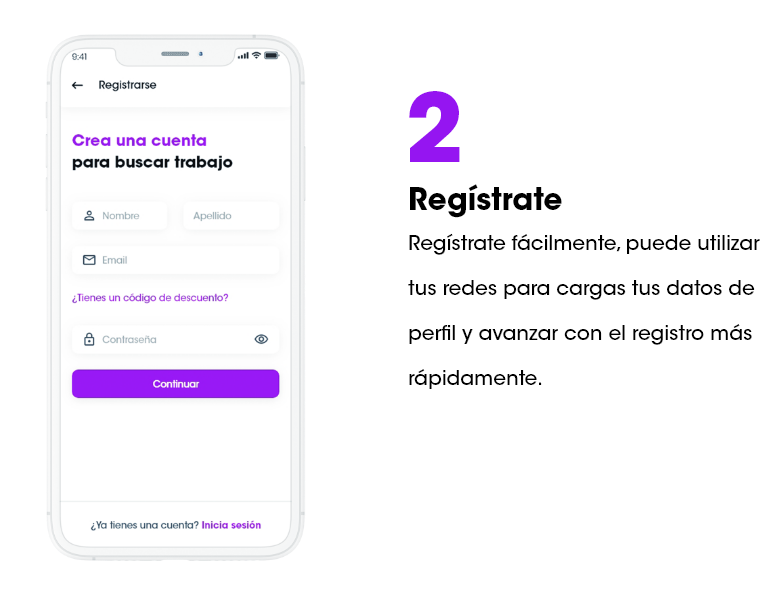 9:41
Registrarse
Crea una cuenta
para buscar trabajo
Nombre
Apellido
Email
¿Tienes un código de descuento?
Contraseña
Continuar
¿Ya tienes una cuenta? Inicia sesión
2
Regístrate
Regístrate fácilmente, puede utilizar
tus redes para cargas tus datos de
perfil y avanzar con el registro más
rápidamente.